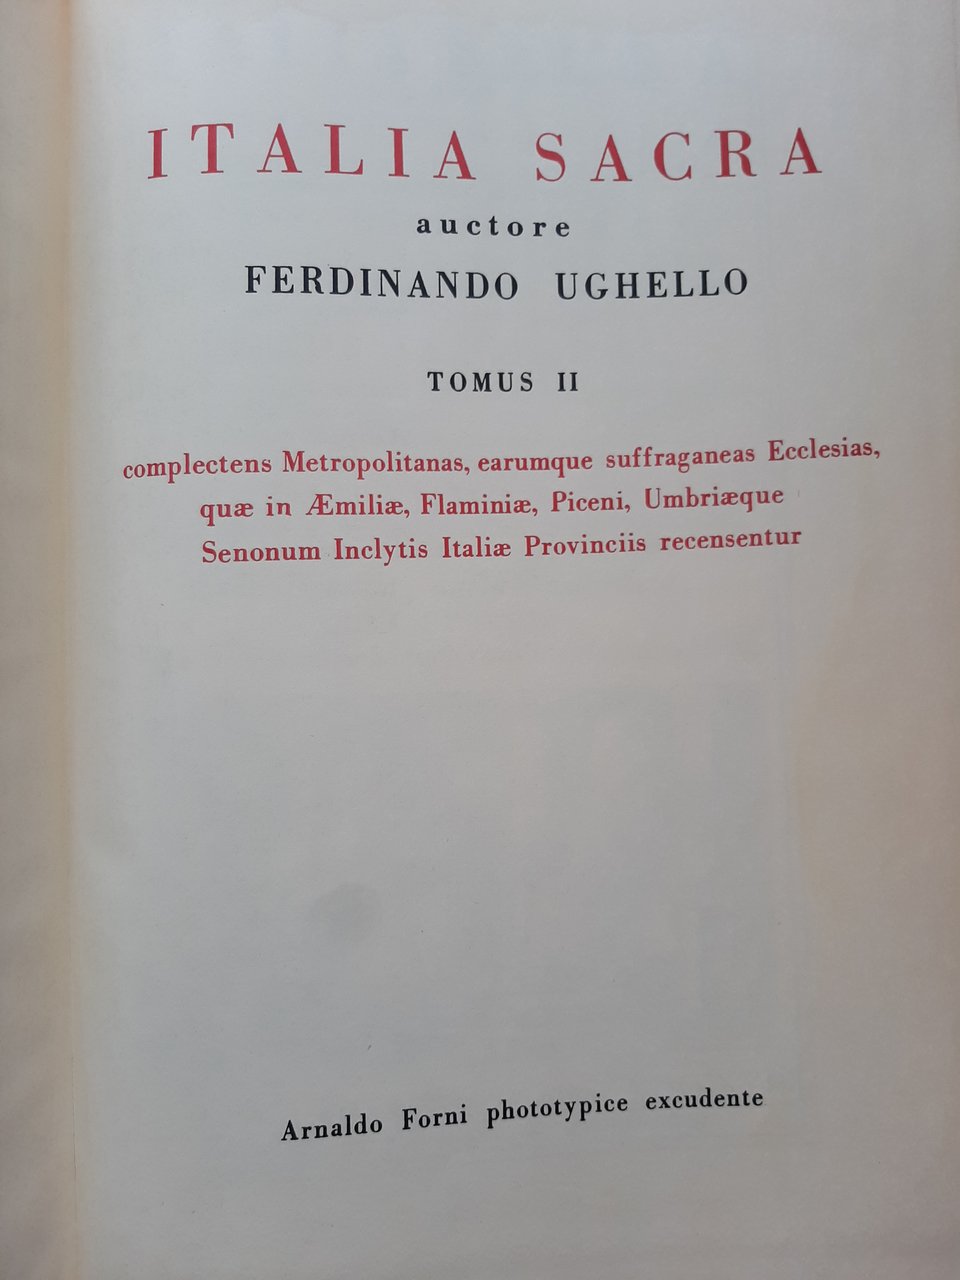 ITALIA SACRA
auctore
FERDINANDO UGHELLO
TOMUS II
complectens Metropolitanas, earumque suffraganeas Ecclesias,
quæ in Æmiliæ, Flaminiæ, Piceni, Umbriæque
Senonum Inclytis Italiæ Provinciis recensentur
Arnaldo Forni phototypice excudente